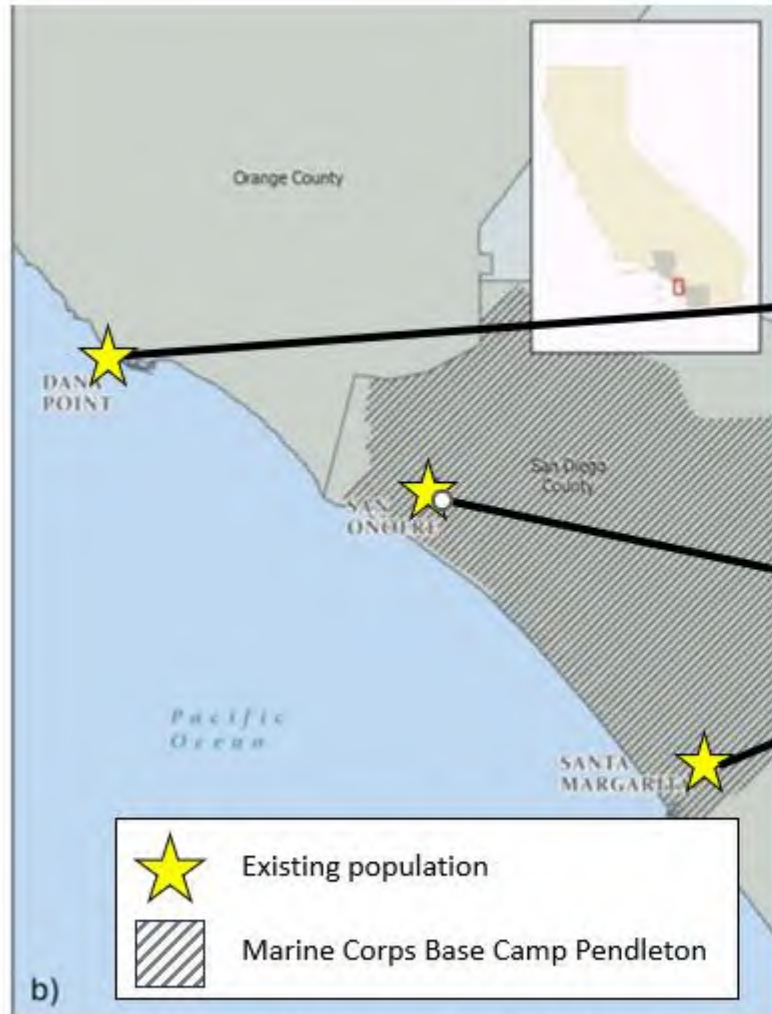 Orange County
DANA
POINT
San Diego
County
SAN
ONOFRE
Pacific
Ocean
SANTA
MARGARITA
Existing population
Marine Corps Base Camp Pendleton
b)